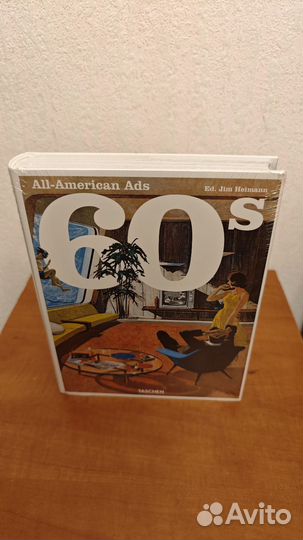 All-American Ads
Ed. Jim Heimann
60s
TASCHEN
Avito